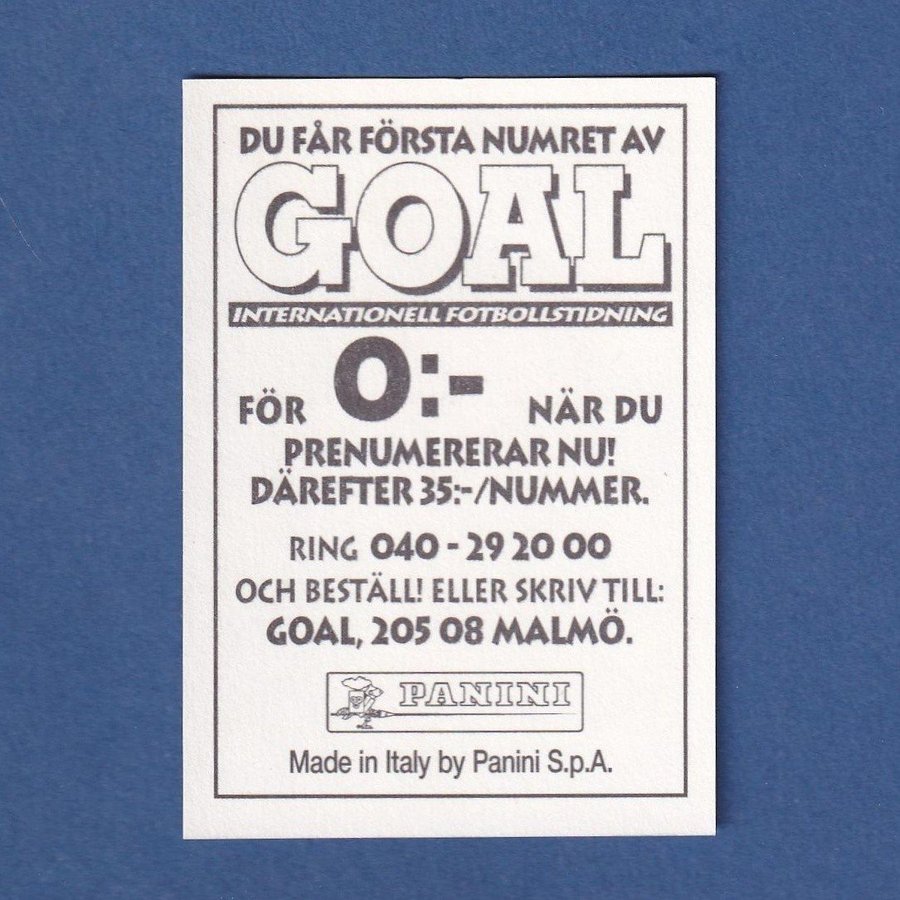 DU FÅR FÖRSTA NUMRET AV
GOAL
INTERNATIONELL FOTBOLLSTIDNING
FÖR 0:- NÄR DU
PRENUMERERAR NU!
DÄREFTER 35:-/NUMMER.
RING 040 - 29 20 00
OCH BESTÄLL! ELLER SKRIV TILL:
GOAL, 205 08 MALMÖ.
PANINI
Made in Italy by Panini S.p.A.